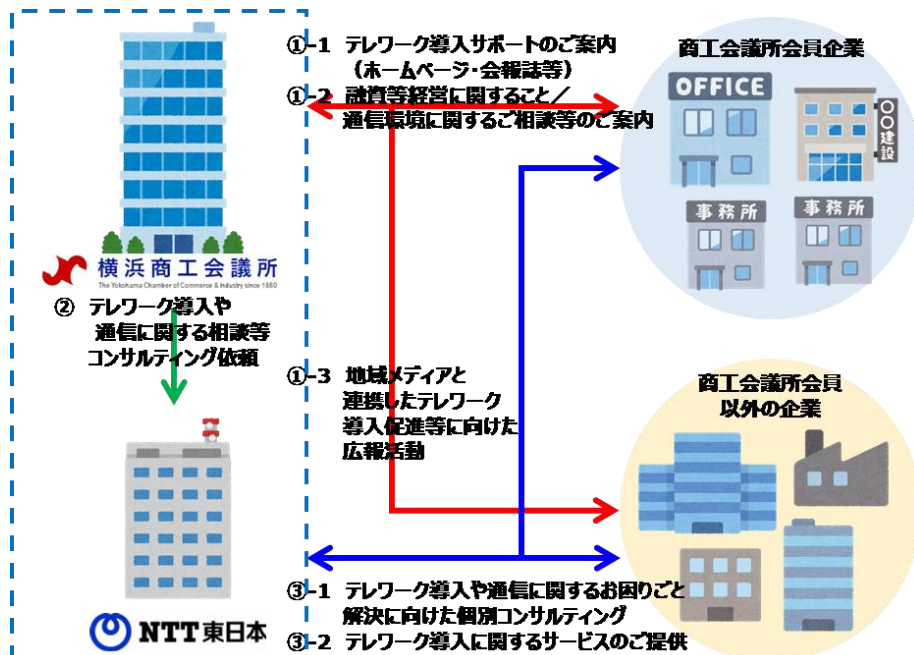 ①-1 テレワーク導入サポートのご案内
（ホームページ・会報誌等）
①-2 融資等経営に関すること／
通信環境に関するご相談等のご案内
商工会議所会員企業
OFFICE
〇〇建設
事務所
事務所
横浜商工会議所
The Yokohama Chamber of Commerce & Industry since 1880
② テレワーク導入や
通信に関する相談等
コンサルティング依頼
①-3 地域メディアと
連携したテレワーク
導入促進等に向けた
広報活動
商工会議所会員
以外の企業
NTT東日本
③-1 テレワーク導入や通信に関するお困りごと
解決に向けた個別コンサルティング
③-2 テレワーク導入に関するサービスのご提供